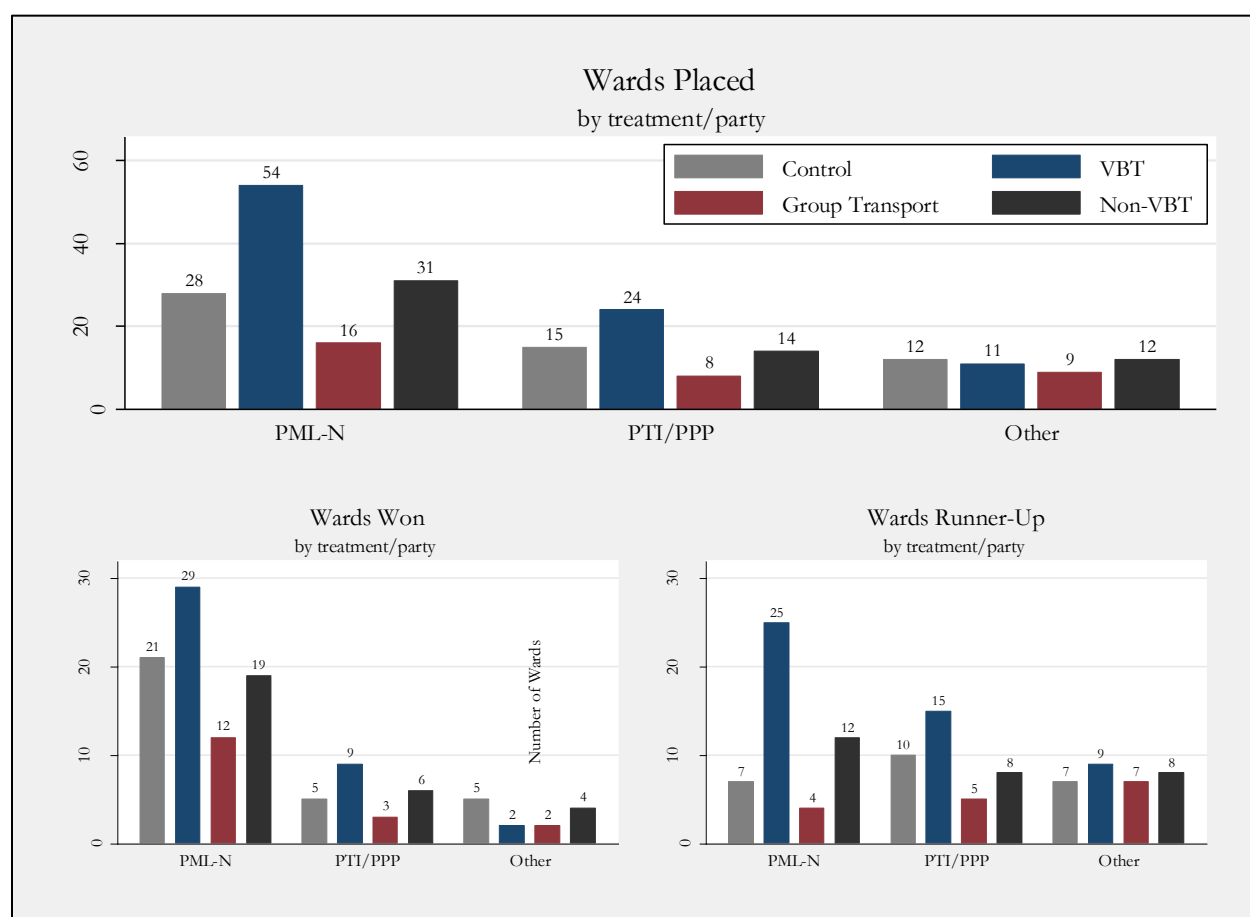 Wards Placed
by treatment/party
60
40
20
0
Control
VBT
Group Transport
Non-VBT
28
54
16
31
15
24
8
14
12
11
9
12
PML-N
PTI/PPP
Other
Wards Won
by treatment/party
30
20
10
0
21
29
12
19
5
9
3
6
5
2
2
4
PML-N
PTI/PPP
Other
Number of Wards
Wards Runner-Up
by treatment/party
30
20
10
0
7
25
4
12
10
15
5
8
7
9
7
8
PML-N
PTI/PPP
Other